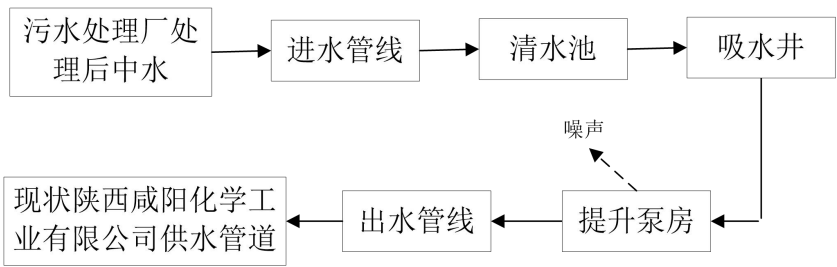 污水处理厂处
理后中水
进水管线
清水池
吸水井
噪声
提升泵房
出水管线
现状陕西咸阳化学工
业有限公司供水管道